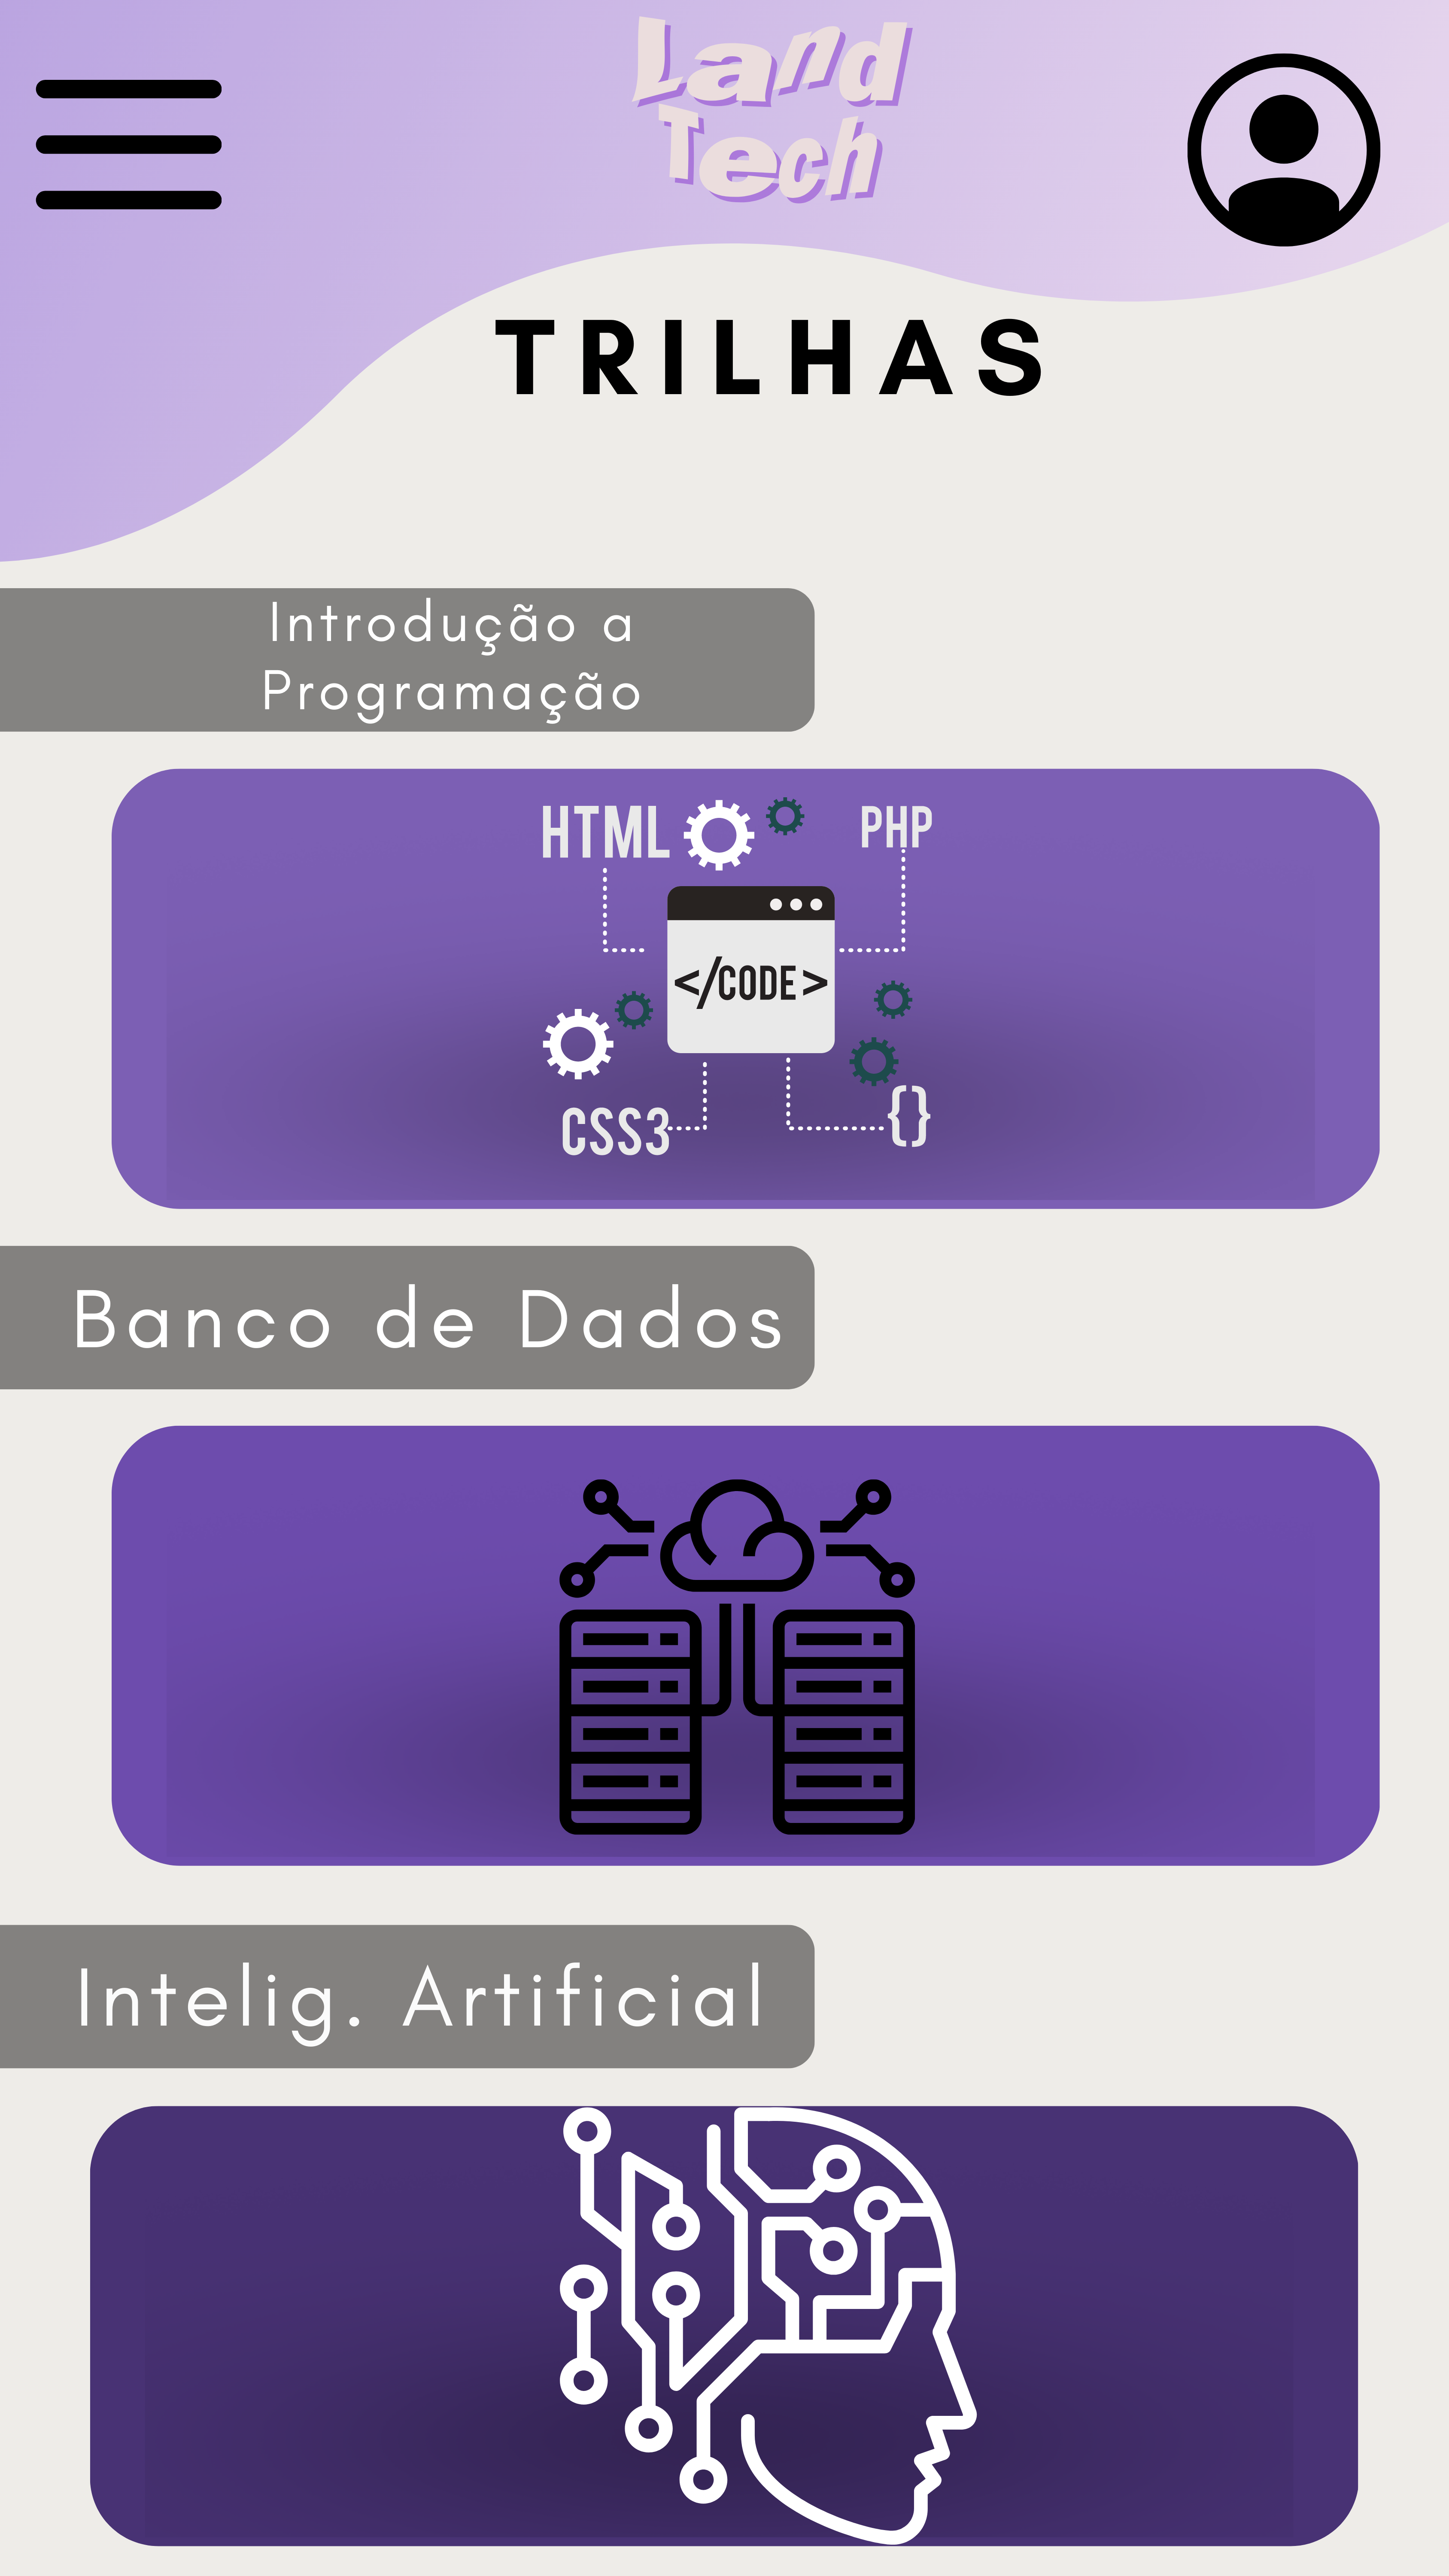 Land
Tech
TRILHAS
Introdução a
Programação
HTML
PHP
</CODE>
CSS3
{}
Banco de Dados
Intelig. Artificial